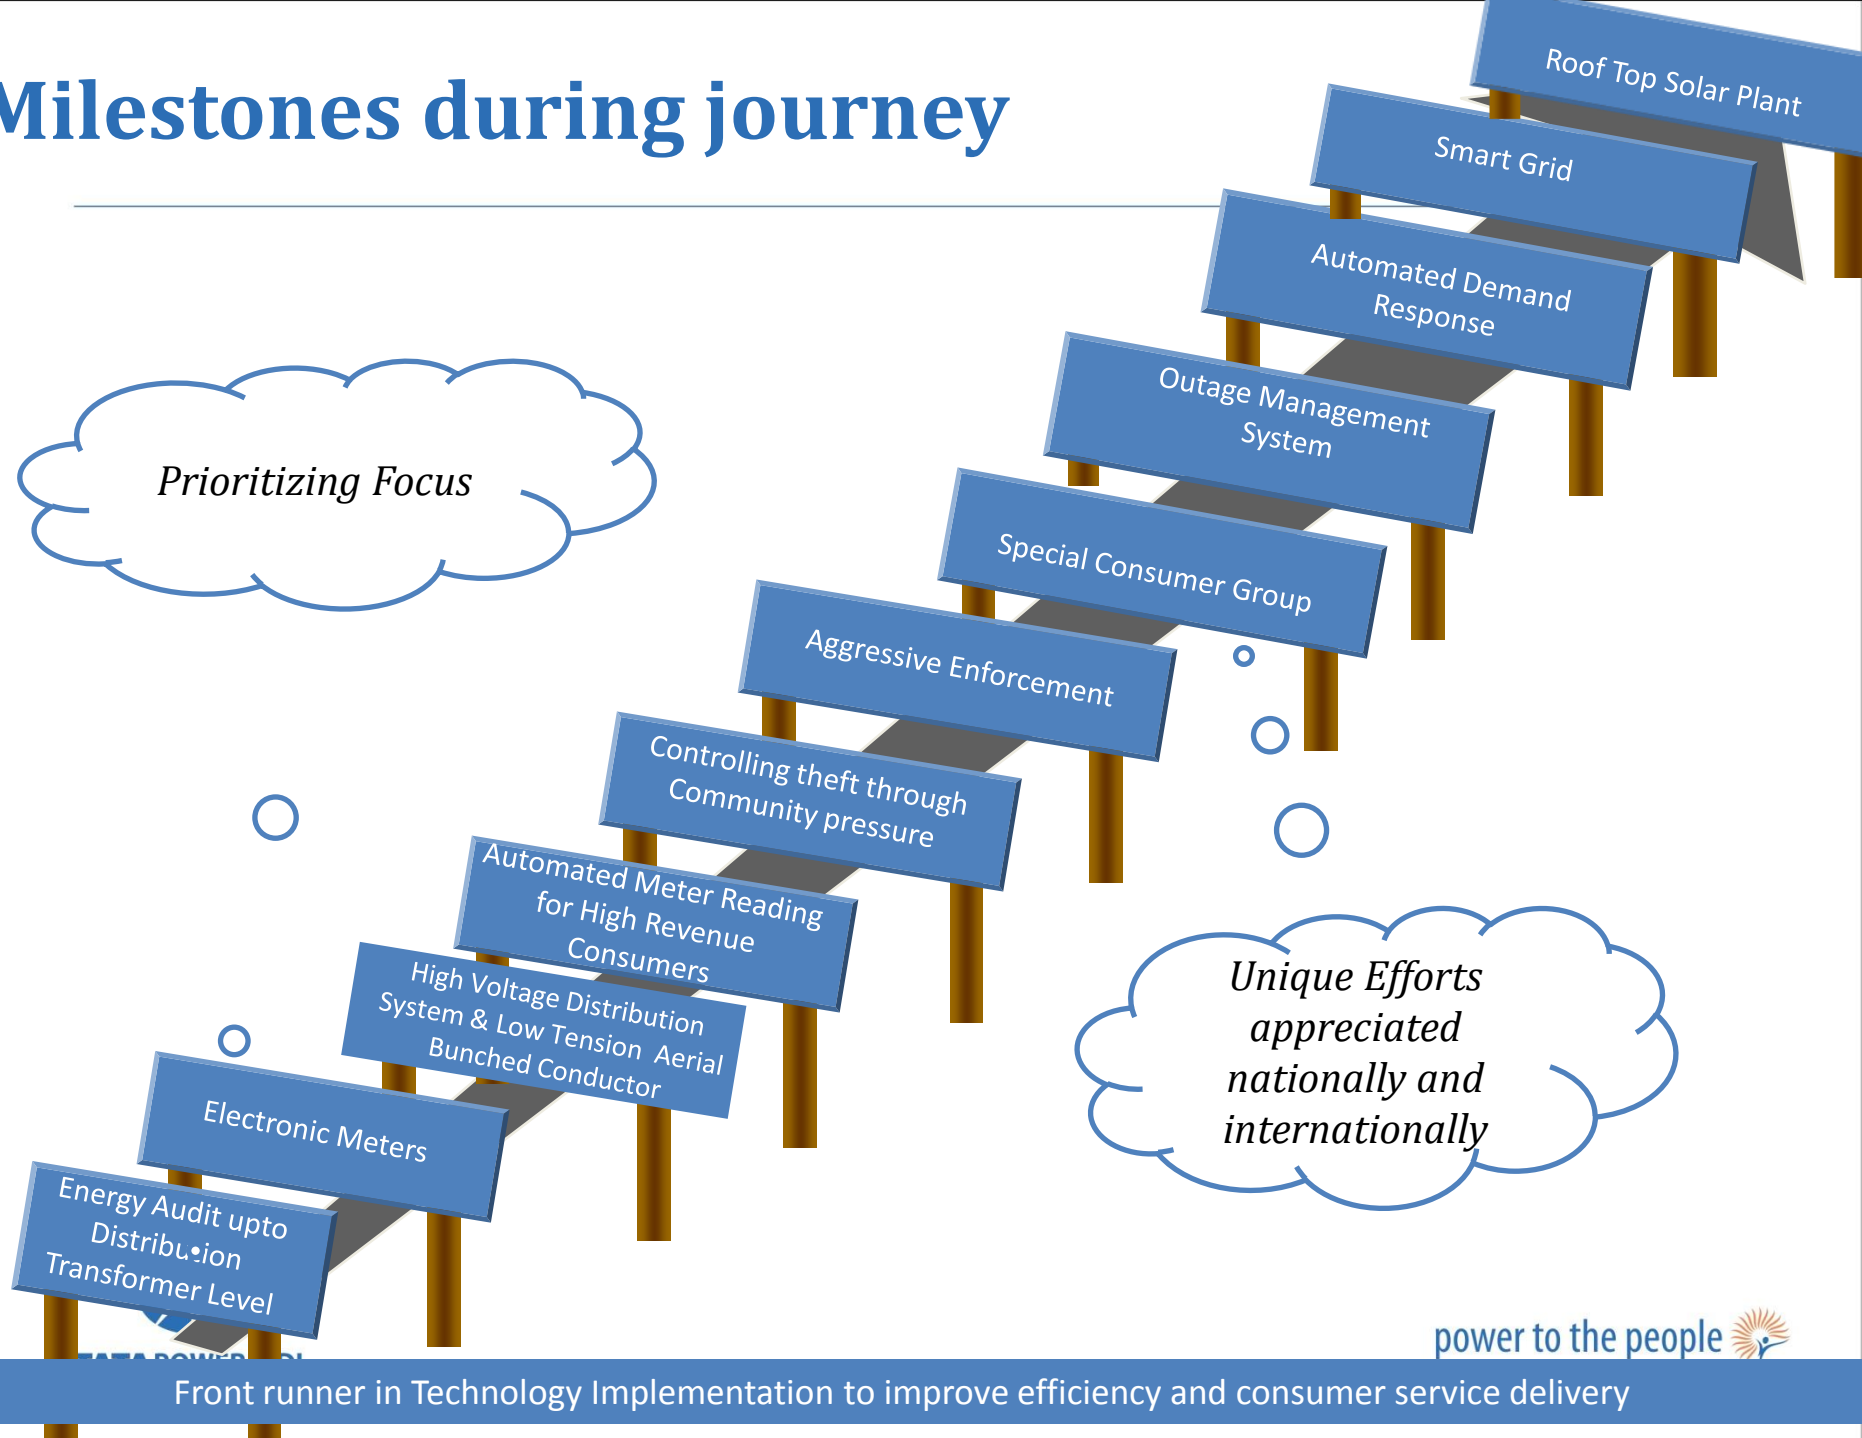 Milestones during journey
Roof Top Solar Plant
Smart Grid
Automated Demand
Response
Outage Management
System
Special Consumer Group
Aggressive Enforcement
Controlling theft through
Community pressure
Automated Meter Reading
for High Revenue
Consumers
High Voltage Distribution
System & Low Tension Aerial
Bunched Conductor
Electronic Meters
Energy Audit upto
Distribution
Transformer Level
Prioritizing Focus
Unique Efforts
appreciated
nationally and
internationally
power to the people
Front runner in Technology Implementation to improve efficiency and consumer service delivery